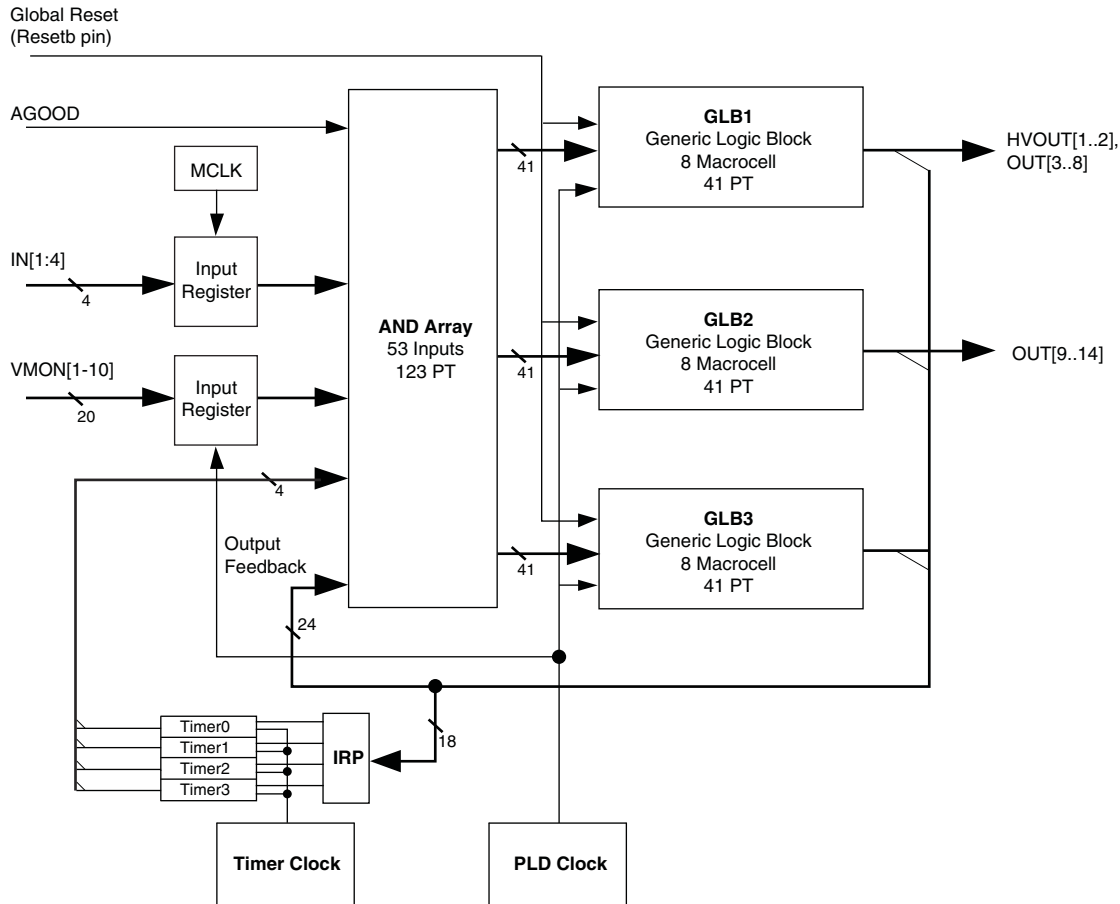 Global Reset
(Resetb pin)
AGOOD
MCLK
IN[1:4]
4
Input
Register
VMON[1-10]
20
Input
Register
4
Output
Feedback
24
AND Array
53 Inputs
123 PT
41
41
41
GLB1
Generic Logic Block
8 Macrocell
41 PT
GLB2
Generic Logic Block
8 Macrocell
41 PT
GLB3
Generic Logic Block
8 Macrocell
41 PT
HVOUT[1..2],
OUT[3..8]
OUT[9..14]
Timer0
Timer1
Timer2
Timer3
IRP
18
Timer Clock
PLD Clock